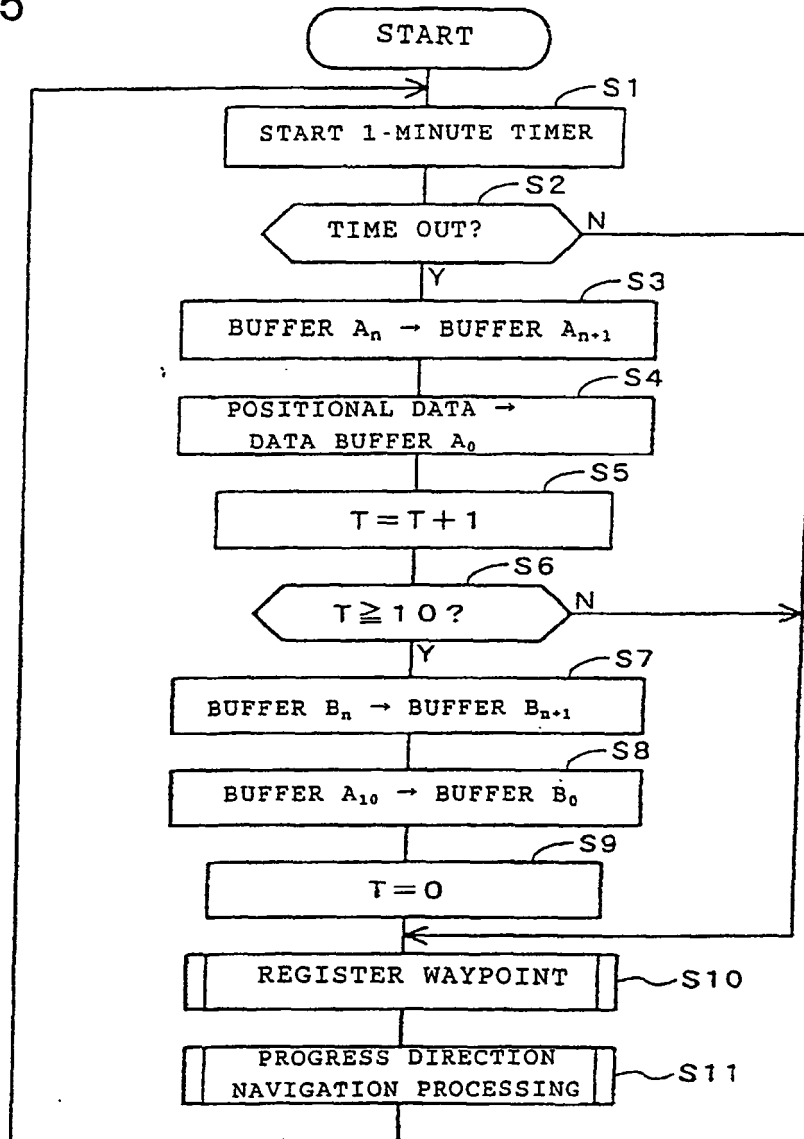 5
START
S1
START 1-MINUTE TIMER
S2
TIME OUT?
N
Y
S3
BUFFER Aₙ → BUFFER Aₙ₊₁
S4
POSITIONAL DATA →
DATA BUFFER A₀
S5
T=T+1
S6
T≧10?
N
Y
S7
BUFFER Bₙ → BUFFER Bₙ₊₁
S8
BUFFER A₁₀ → BUFFER B₀
S9
T=0
REGISTER WAYPOINT
S10
PROGRESS DIRECTION
NAVIGATION PROCESSING
S11